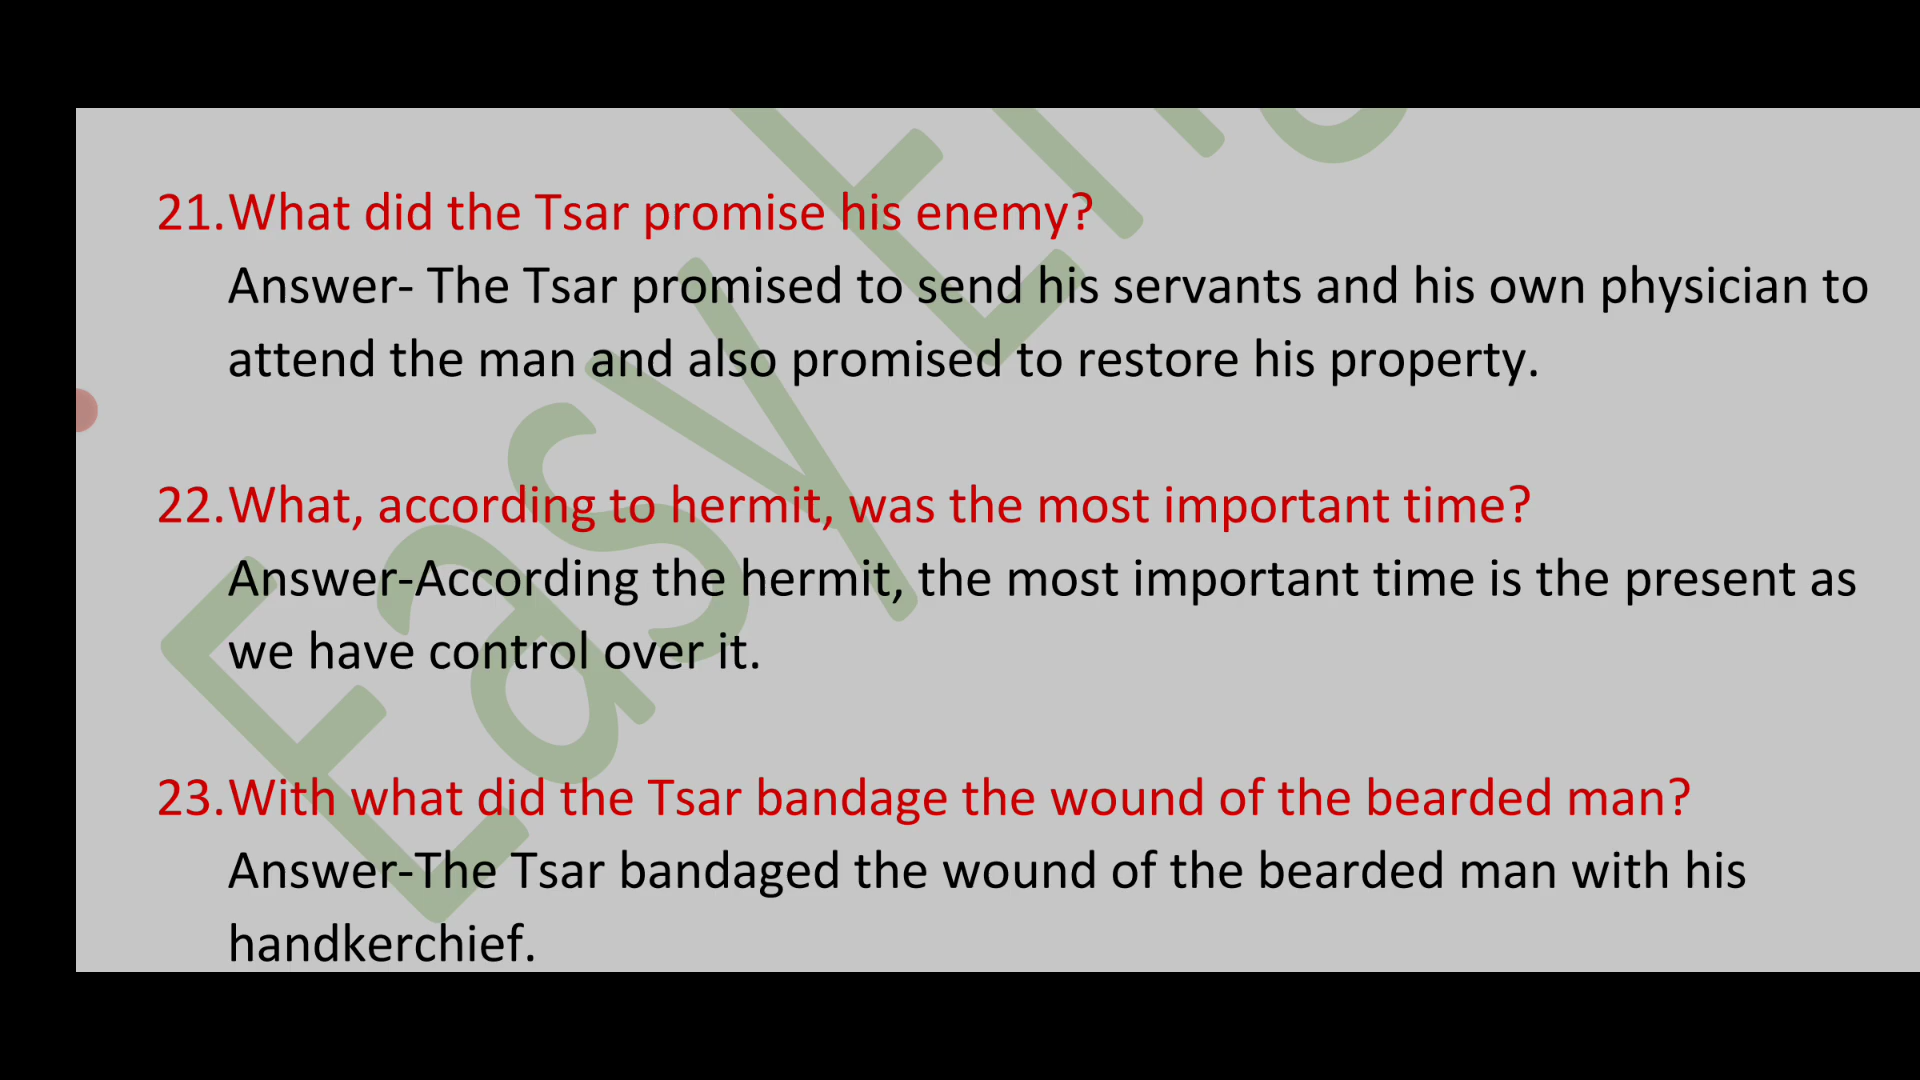 21.What did the Tsar promise his enemy?
Answer- The Tsar promised to send his servants and his own physician to
attend the man and also promised to restore his property.
22.What, according to hermit, was the most important time?
Answer-According the hermit, the most important time is the present as
we have control over it.
23.With what did the Tsar bandage the wound of the bearded man?
Answer-The Tsar bandaged the wound of the bearded man with his
handkerchief.
Easy